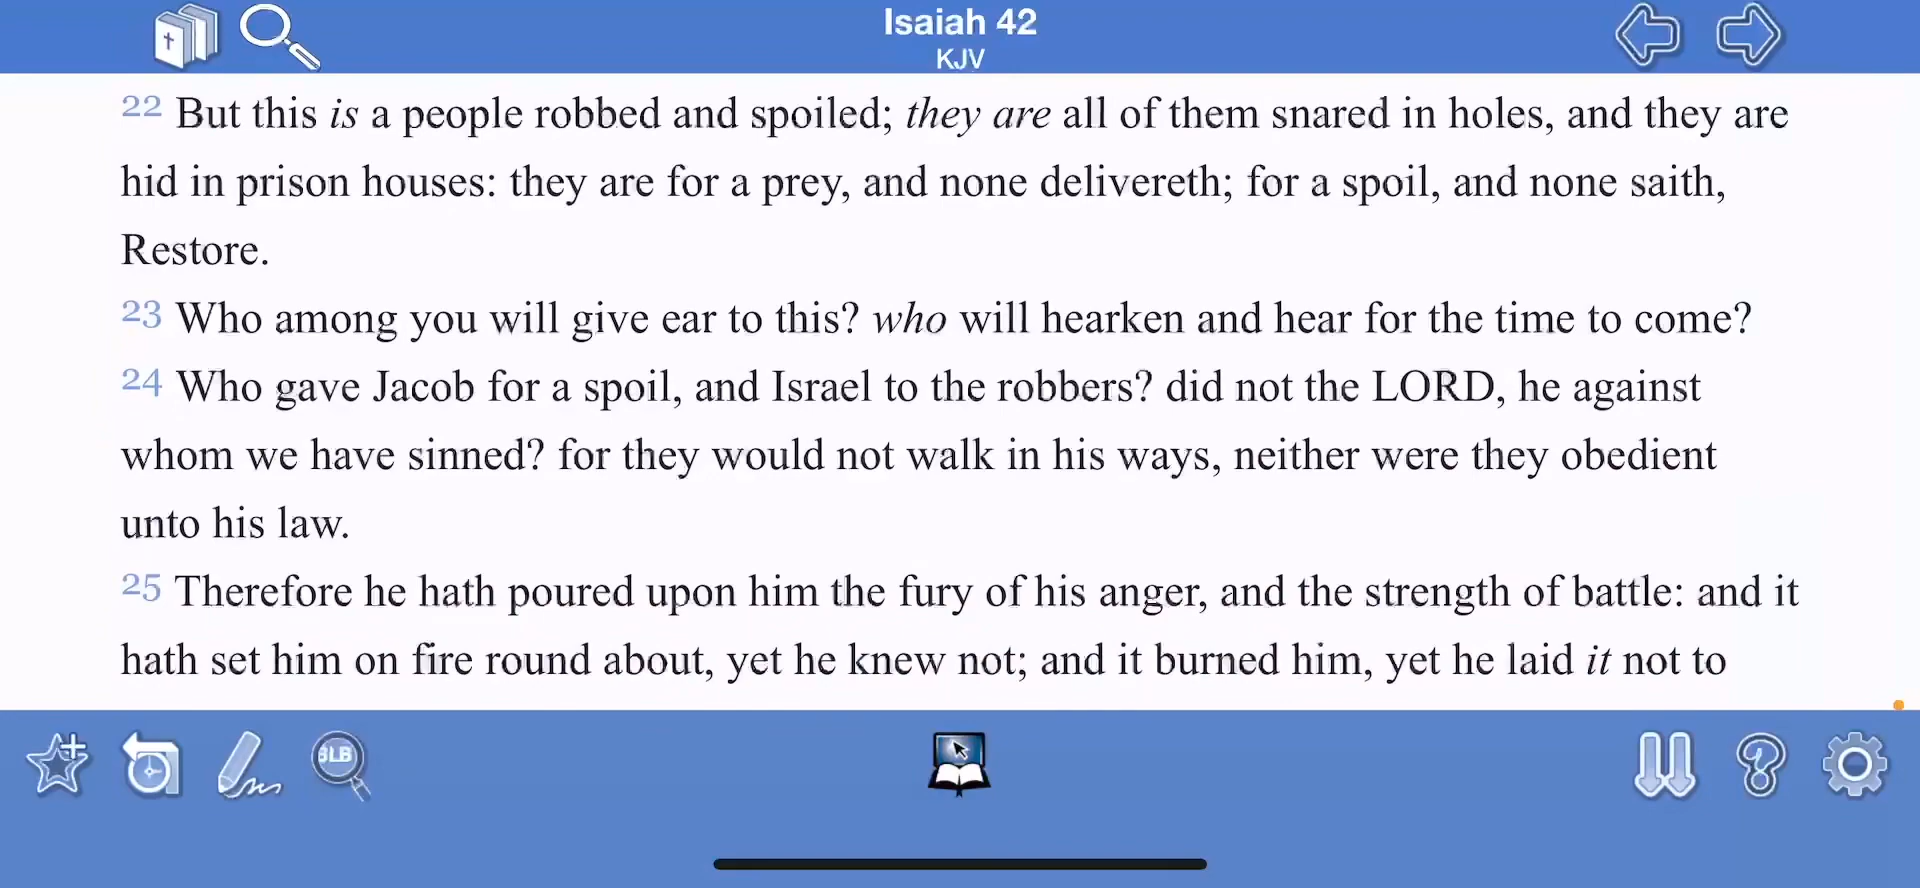 Isaiah 42
KJV
22 But this is a people robbed and spoiled; they are all of them snared in holes, and they are
hid in prison houses: they are for a prey, and none delivereth; for a spoil, and none saith,
Restore.
23 Who among you will give ear to this? who will hearken and hear for the time to come?
24 Who gave Jacob for a spoil, and Israel to the robbers? did not the LORD, he against
whom we have sinned? for they would not walk in his ways, neither were they obedient
unto his law.
25 Therefore he hath poured upon him the fury of his anger, and the strength of battle: and it
hath set him on fire round about, yet he knew not; and it burned him, yet he laid it not to
BLB